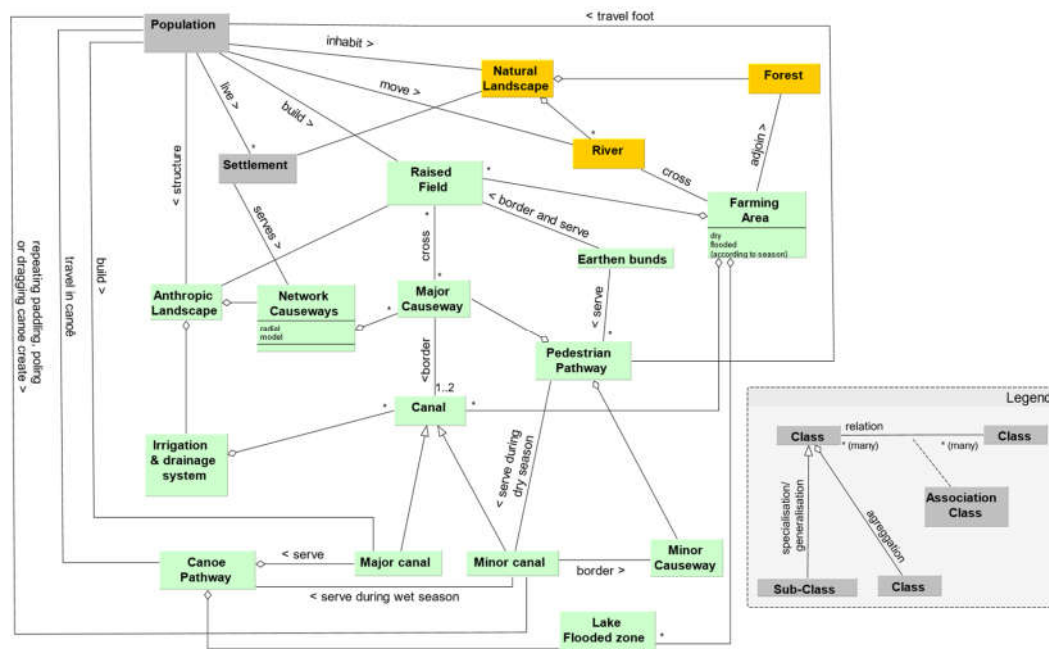 < travel foot
Population
inhabit >
Natural
Landscape
Forest
move >
live >
build >
*
*
River
adjoin >
Settlement
Raised
Field
*
cross
Farming
Area
dry
flooded
(according to season)
< structure
serves >
< border and serve
*
cross
*
Earthen bunds
repeating padding, poling
or dragging canoe create >
travel in canoë
build >
Anthropic
Landscape
Network
Causeways
radial
model
*
Major
Causeway
< serve
*
Pedestrian
Pathway
<border
1..2
*
Canal
*
Irrigation
& drainage
system
< serve during
dry season
Canoe
Pathway
< serve
Major canal
Minor canal
border >
Minor
Causeway
< serve during wet season
Lake
Flooded zone
*
Legend
relation
Class
* (many)
* (many)
Class
Association
Class
specialisation/
generalisation
agreggation
Sub-Class
Class